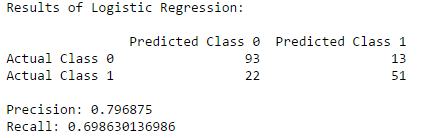 Results of Logistic Regression:
Predicted Class 0 Predicted Class 1
Actual Class 0 93 13
Actual Class 1 22 51
Precision: 0.796875
Recall: 0.698630136986